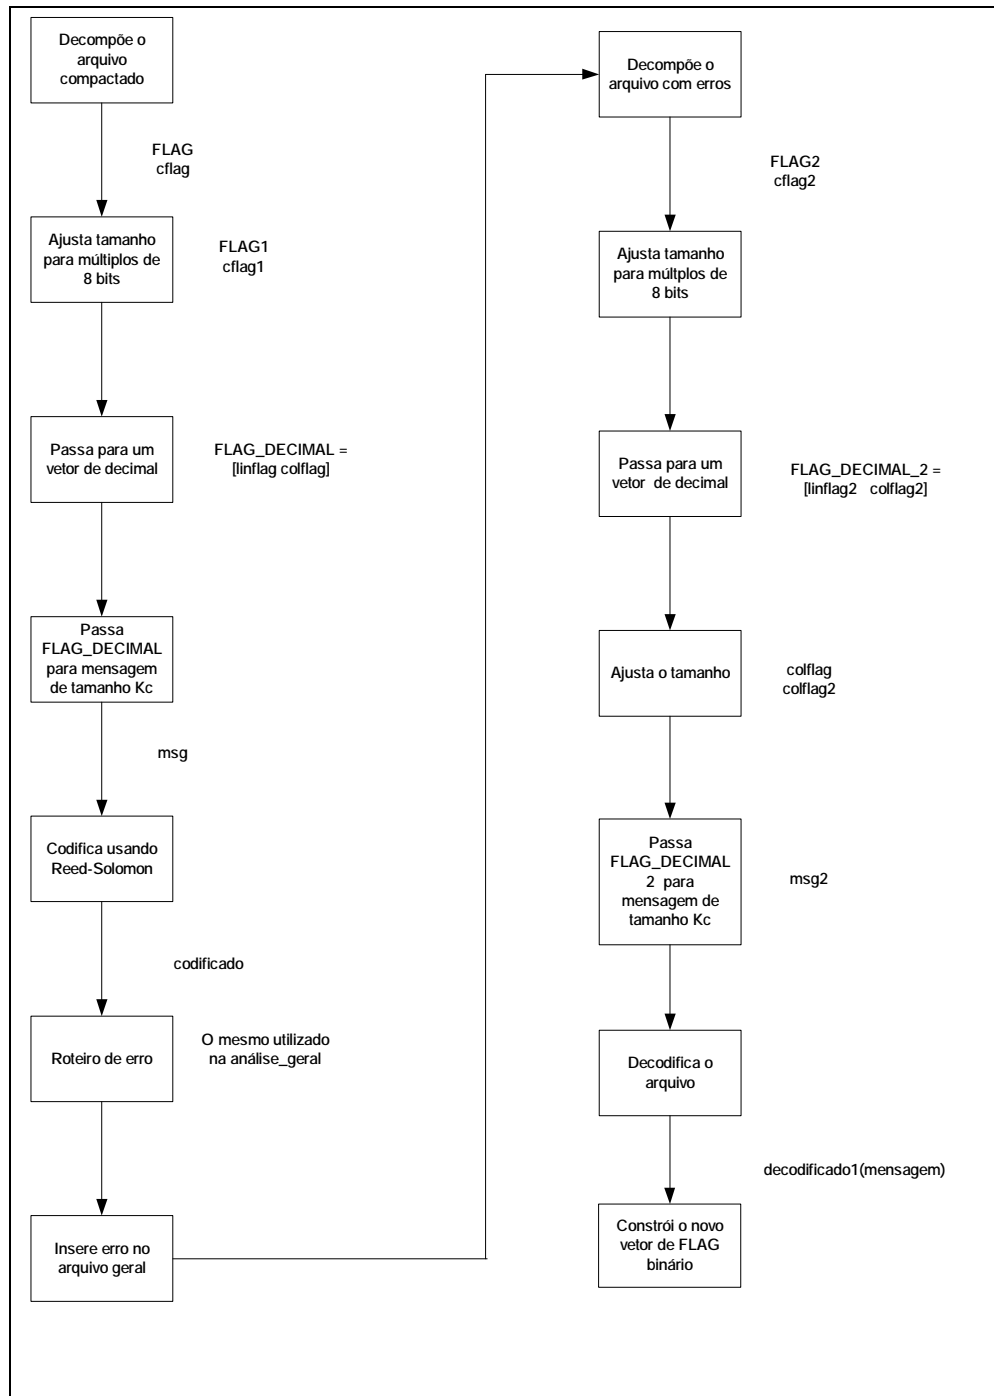 Decompõe o
arquivo
compactado
FLAG
cflag
Ajusta tamanho
para múltiplos de
8 bits
FLAG1
cflag1
Passa para um
vetor de decimal
FLAG_DECIMAL =
[linflag colflag]
Passa
FLAG_DECIMAL
para mensagem
de tamanho Kc
msg
Codifica usando
Reed-Solomon
codificado
Roteiro de erro
O mesmo utilizado
na análise_geral
Insere erro no
arquivo geral
Decompõe o
arquivo com erros
FLAG2
cflag2
Ajusta tamanho
para múltplos de
8 bits
Passa para um
vetor de decimal
FLAG_DECIMAL_2 =
[linflag2 colflag2]
Ajusta o tamanho
colflag
colflag2
Passa
FLAG_DECIMAL
2 para
mensagem de
tamanho Kc
msg2
Decodifica o
arquivo
decodificado1(mensagem)
Constrói o novo
vetor de FLAG
binário